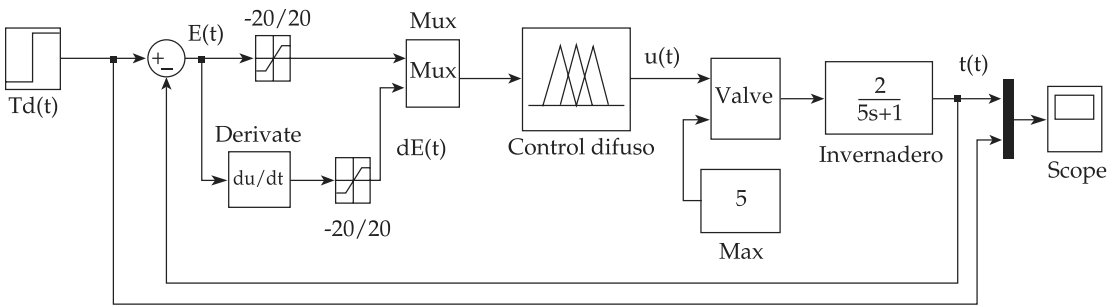 Td(t)
+
−
E(t)
-20/20
Derivate
du/dt
-20/20
dE(t)
Mux
Mux
Control difuso
u(t)
Valve
5
Max
2
5s+1
Invernadero
t(t)
Scope